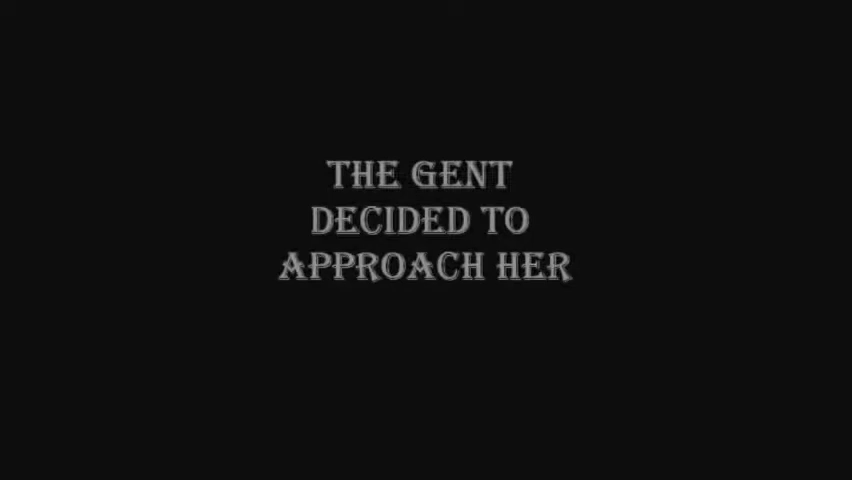 THE GENT
DECIDED TO
APPROACH HER